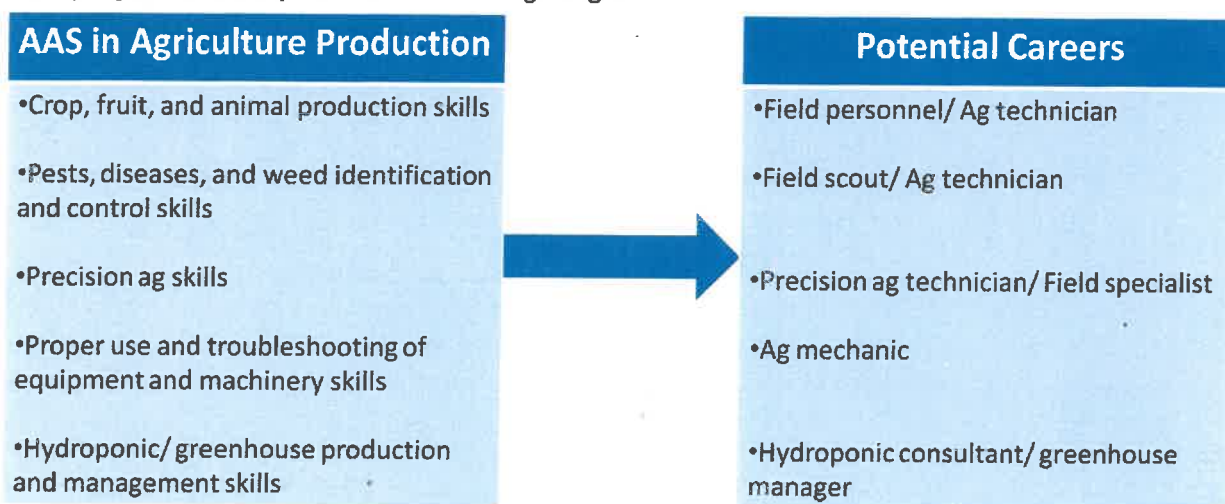 AAS in Agriculture Production
•Crop, fruit, and animal production skills
•Pests, diseases, and weed identification
and control skills
•Precision ag skills
•Proper use and troubleshooting of
equipment and machinery skills
•Hydroponic/ greenhouse production
and management skills
Potential Careers
•Field personnel/ Ag technician
•Field scout/ Ag technician
•Precision ag technician/ Field specialist
•Ag mechanic
•Hydroponic consultant/ greenhouse
manager